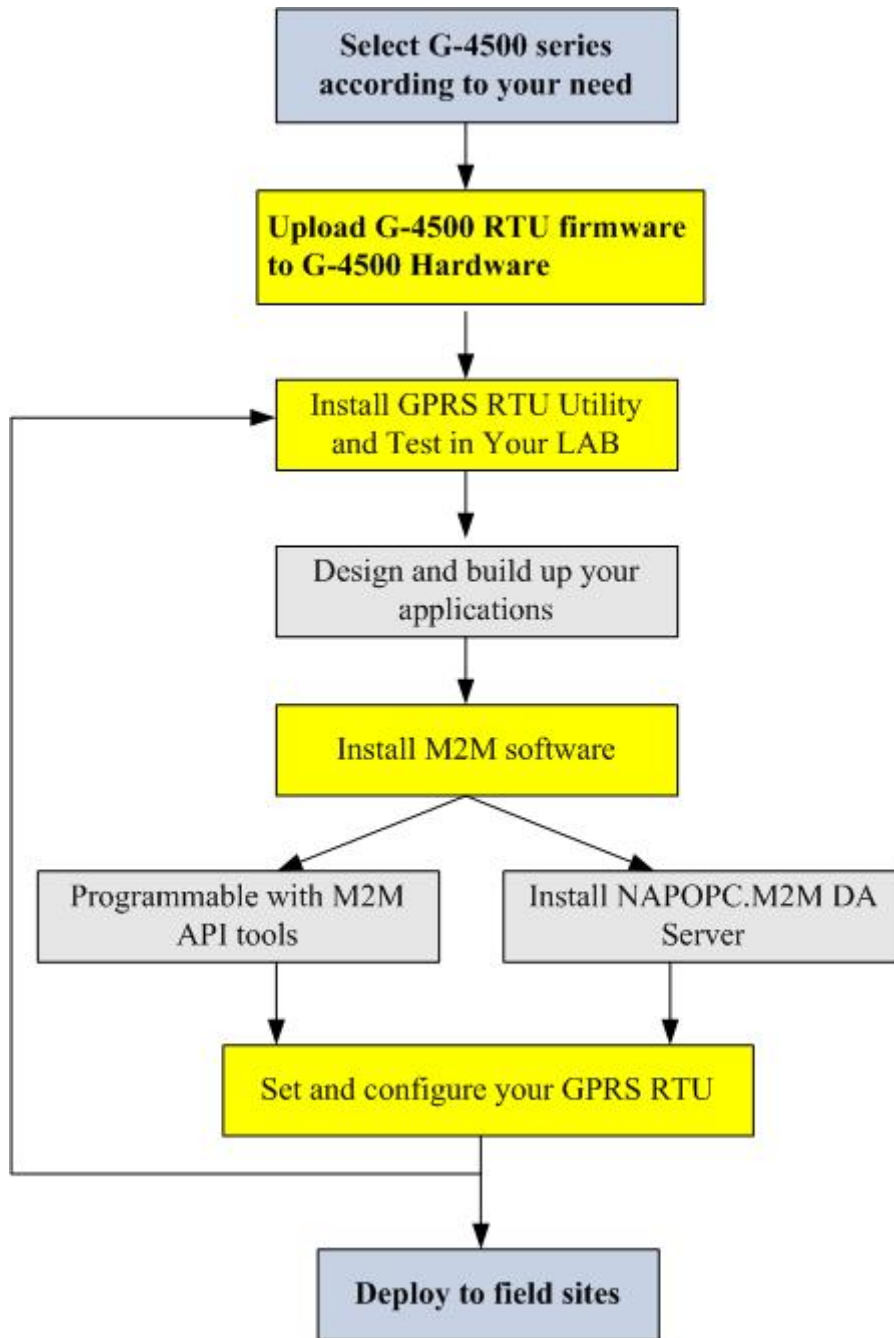 Select G-4500 series
according to your need
Upload G-4500 RTU firmware
to G-4500 Hardware
Install GPRS RTU Utility
and Test in Your LAB
Design and build up your
applications
Install M2M software
Programmable with M2M
API tools
Install NAPOPC.M2M DA
Server
Set and configure your GPRS RTU
Deploy to field sites